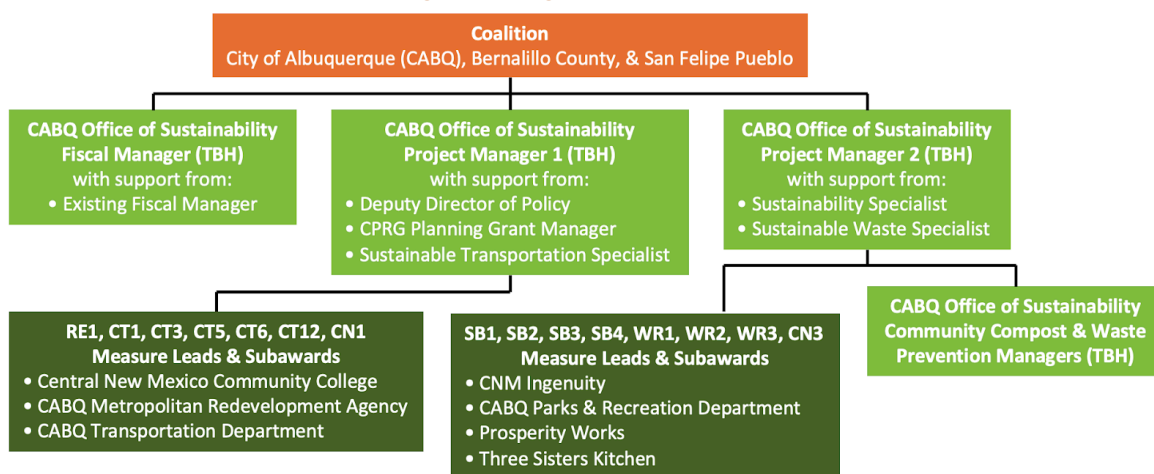 Coalition
City of Albuquerque (CABQ), Bernalillo County, & San Felipe Pueblo
CABQ Office of Sustainability
Fiscal Manager (TBH)
with support from:
• Existing Fiscal Manager
CABQ Office of Sustainability
Project Manager 1 (TBH)
with support from:
• Deputy Director of Policy
• CPRG Planning Grant Manager
• Sustainable Transportation Specialist
CABQ Office of Sustainability
Project Manager 2 (TBH)
with support from:
• Sustainability Specialist
• Sustainable Waste Specialist
RE1, CT1, CT3, CT5, CT6, CT12, CN1
Measure Leads & Subawards
• Central New Mexico Community College
• CABQ Metropolitan Redevelopment Agency
• CABQ Transportation Department
SB1, SB2, SB3, SB4, WR1, WR2, WR3, CN3
Measure Leads & Subawards
• CNM Ingenuity
• CABQ Parks & Recreation Department
• Prosperity Works
• Three Sisters Kitchen
CABQ Office of Sustainability
Community Compost & Waste
Prevention Managers (TBH)